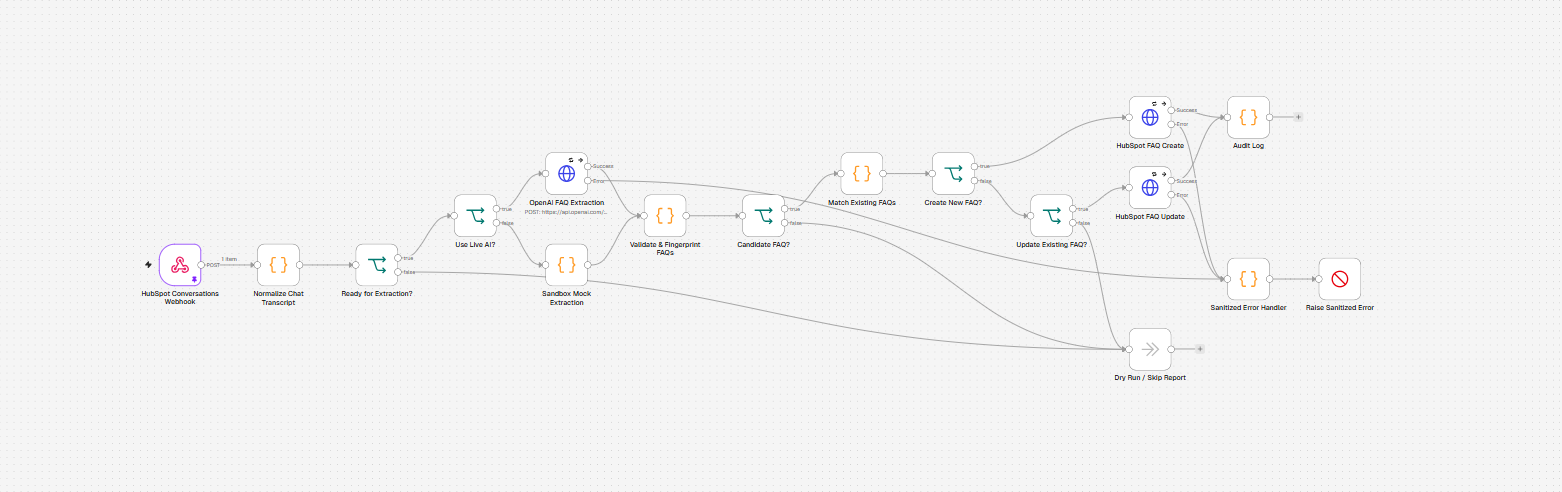 Success
Error
HubSpot FAQ Create
Audit Log
Success
Error
OpenAI FAQ Extraction
POST: https://api.openai.com/...
true
false
Match Existing FAQs
true
false
Create New FAQ?
Success
Error
HubSpot FAQ Update
true
false
Use Live AI?
Validate & Fingerprint
FAQs
true
false
Candidate FAQ?
true
false
Update Existing FAQ?
POST
1 item
HubSpot Conversations
Webhook
Normalize Chat
Transcript
true
false
Ready for Extraction?
Sandbox Mock
Extraction
Sanitized Error Handler
Raise Sanitized Error
Dry Run / Skip Report